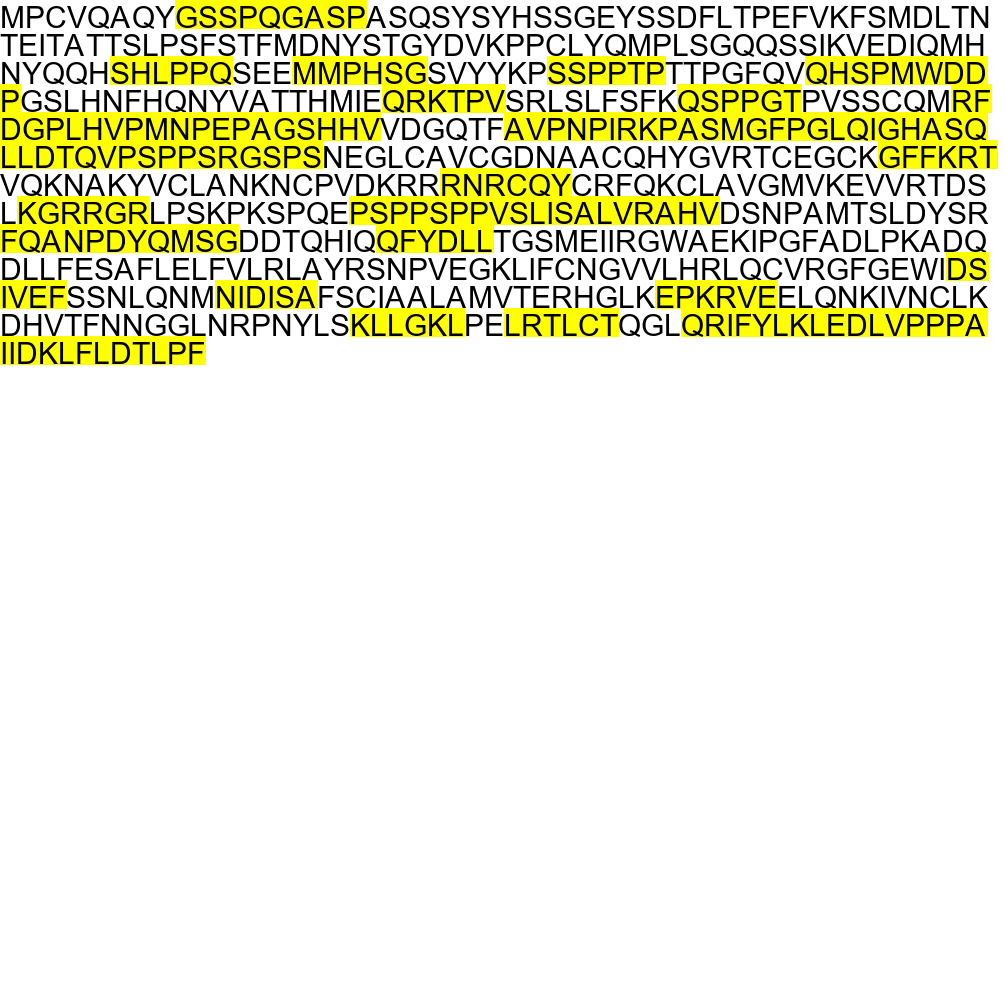 MPCVQAQYGSSPQGASPASQSYSYHSSGEYSSDFLTPEFVKFSMDLTN
TEITATTSLPSFSTFMDNYSTGYDVKPPCLYQMPLSGQQSSIKVEDIQMH
NYQQHSHLPPQSEEMMPHSGSVYYKPSSPPTPTTPGFQVQHSPMWDD
PGSLHNFHQNYVATTHMIEQRKTPVSRLSLFSFKQSPPGTPVSSCQMRF
DGPLHVPMNPEPAGSHHVVDGQTFAVPNPIRKPASMGFPGLQIGHASQ
LLDTQVPSPPSRGSPSNEGLCAVCGDNAACQHYGVRTCEGCKGFFKRT
VQKNAKYVCLANKNCPVDKRRRNRCQYCRFQKCLAVGMVKEVVRTDS
LKGRRGRLPSKPKSPQEPSPPSPPVSLISALVRAHVDSNPAMTSLDYSR
FQANPDYQMSGDDTQHIQQFYDLLTGSMEIIRGWAEKIPGFADLPKADQ
DLLFESAFLELFVLRLAYRSNPVEGKLIFCNGVVLHRLQCVRGFGEWIDS
IVEFSSNLQNMNIDISAFSCIAALAMVTERHGLKEPKRVEELQNKIVNCLK
DHVTFNNGGLNRPNYLSKLLGKLPELRTLCTQGLQRIFYLKLEDLVPPPA
IIDKLFLDTLPF